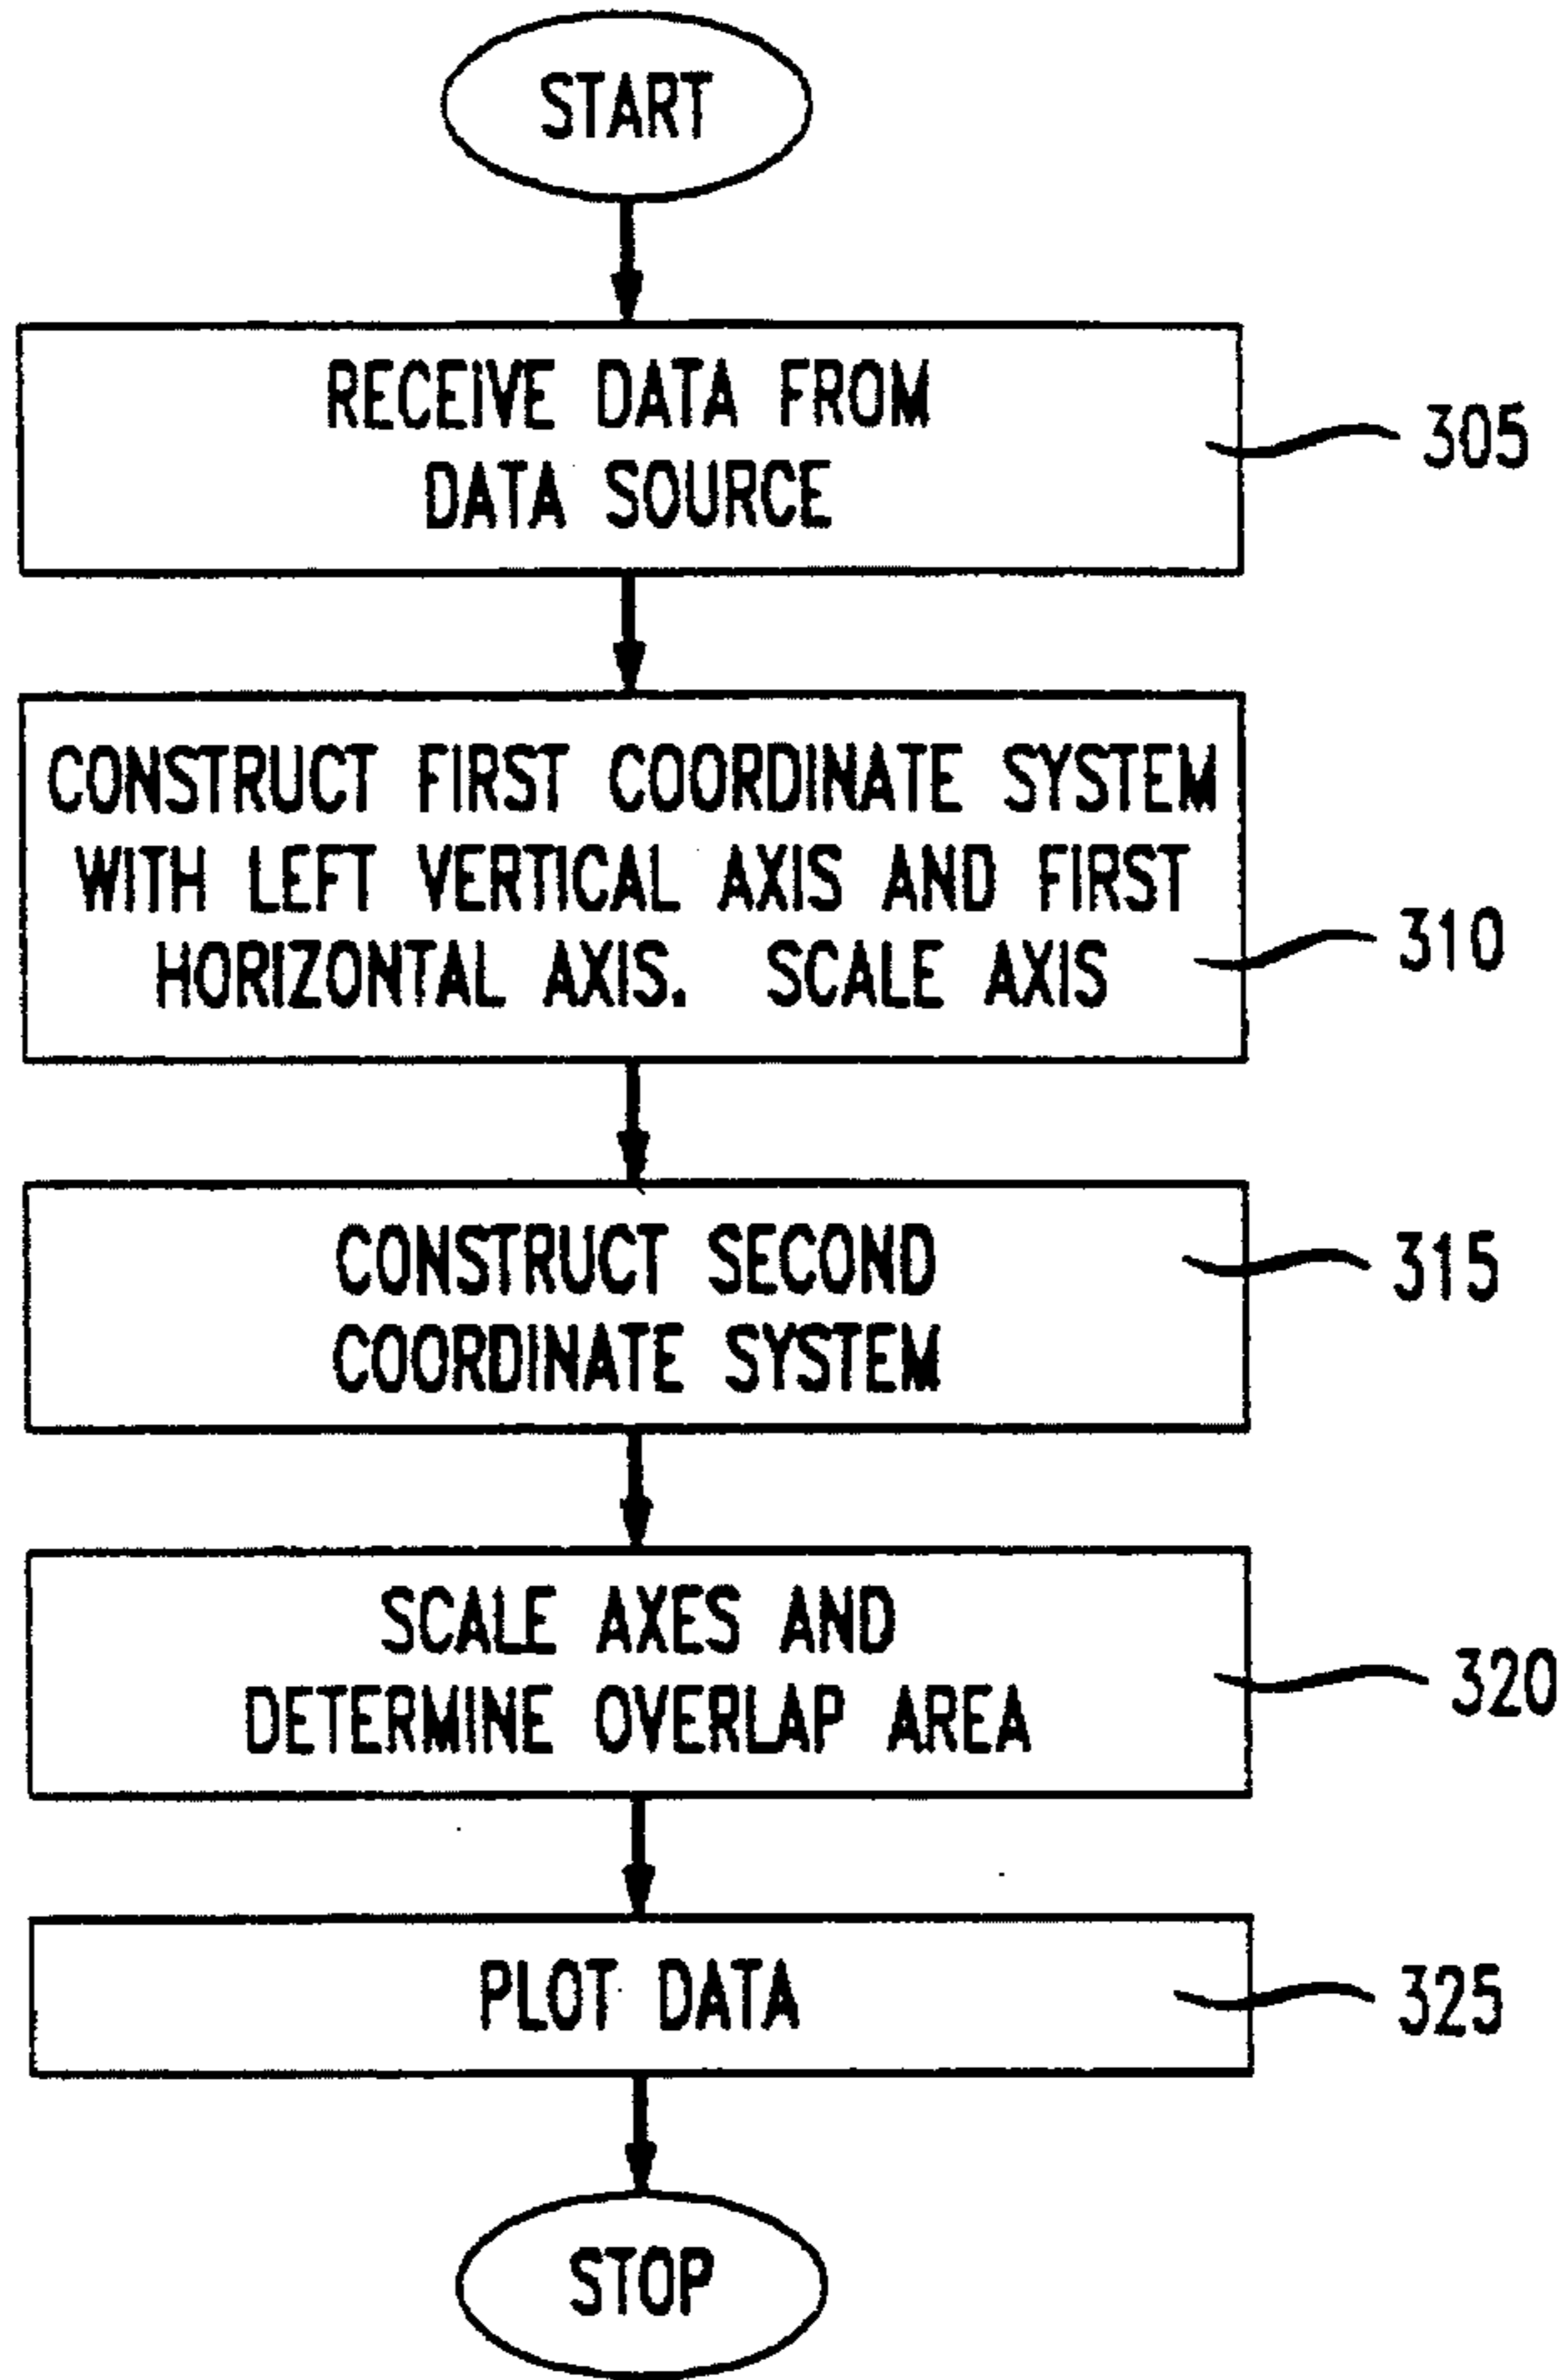 START
RECEIVE DATA FROM
DATA SOURCE
305
CONSTRUCT FIRST COORDINATE SYSTEM
WITH LEFT VERTICAL AXIS AND FIRST
HORIZONTAL AXIS. SCALE AXIS
310
CONSTRUCT SECOND
COORDINATE SYSTEM
315
SCALE AXES AND
DETERMINE OVERLAP AREA
320
PLOT DATA
325
STOP